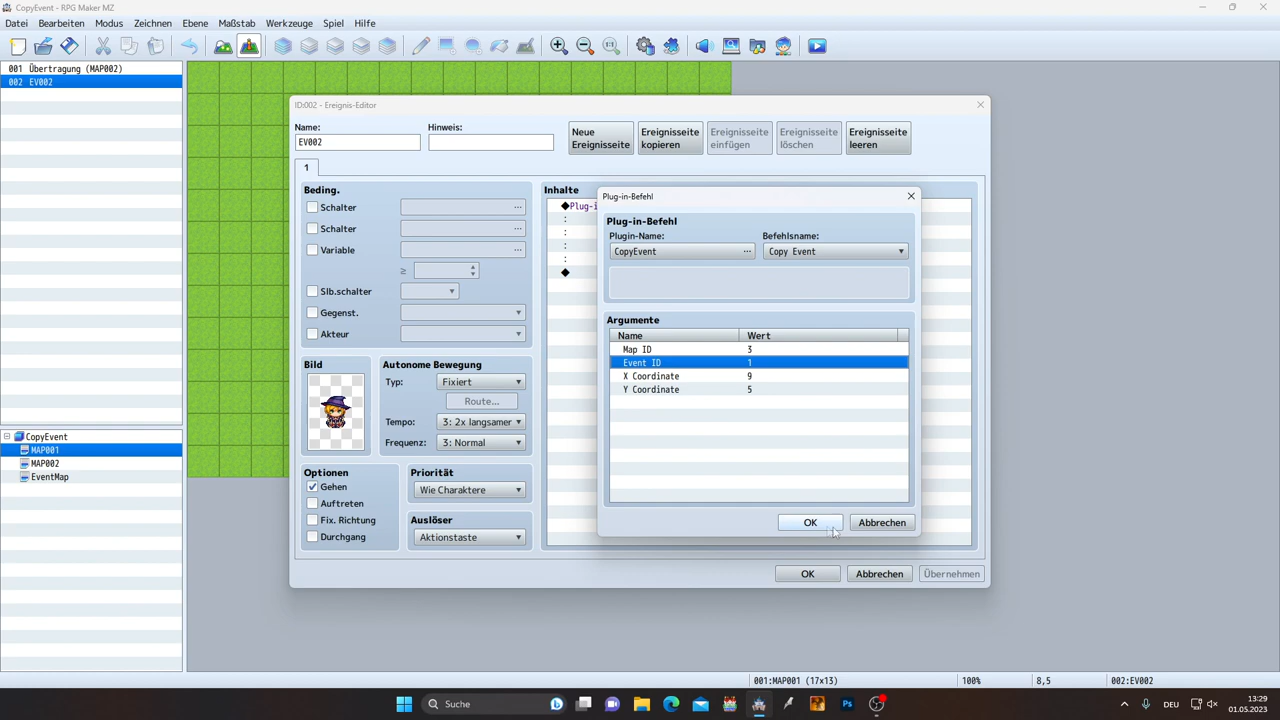 CopyEvent - RPG Maker MZ
Datei Bearbeiten Modus Zeichnen Ebene Maßstab Werkzeuge Spiel Hilfe
001 Übertragung (MAP002)
002 EV002
ID:002 - Ereignis-Editor
Name: Hinweis:
EV002
Neue Ereignisseite
Ereignisseite kopieren
Ereignisseite einfügen
Ereignisseite löschen
Ereignisseite leeren
1
Beding.
Schalter
Schalter
Variable
≥
Slb.schalter
Gegenst.
Akteur
Bild
Autonome Bewegung
Typ: Fixiert
Route...
Tempo: 3: 2x langsamer
Frequenz: 3: Normal
Optionen
Gehen
Auftreten
Fix. Richtung
Durchgang
Priorität
Wie Charaktere
Auslöser
Aktionstaste
Inhalte
◆Plug-i
:
:
:
:
◆
Plug-in-Befehl
Plug-in-Befehl
Plugin-Name: Befehlsname:
CopyEvent ... Copy Event
Argumente
Name Wert
Map ID 3
Event ID 1
X Coordinate 9
Y Coordinate 5
OK Abbrechen
OK Abbrechen Übernehmen
CopyEvent
MAP001
MAP002
EventMap
001:MAP001 (17×13) 100% 8,5 002:EV002
Suche
DEU
13:29
01.05.2023